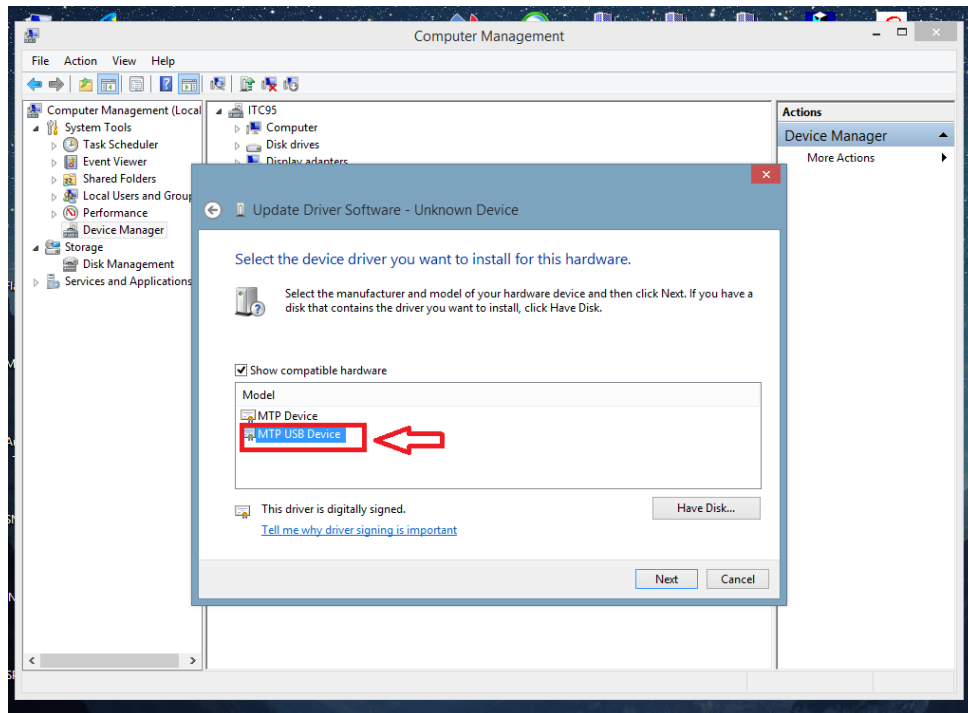 Computer Management
File Action View Help
Computer Management (Local
System Tools
Task Scheduler
Event Viewer
Shared Folders
Local Users and Group
Performance
Device Manager
Storage
Disk Management
Services and Applications
ITC95
Computer
Disk drives
Display adapters
Actions
Device Manager
More Actions
Update Driver Software - Unknown Device
Select the device driver you want to install for this hardware.
Select the manufacturer and model of your hardware device and then click Next. If you have a
disk that contains the driver you want to install, click Have Disk.
Show compatible hardware
Model
MTP Device
MTP USB Device
This driver is digitally signed.
Have Disk...
Tell me why driver signing is important
Next Cancel